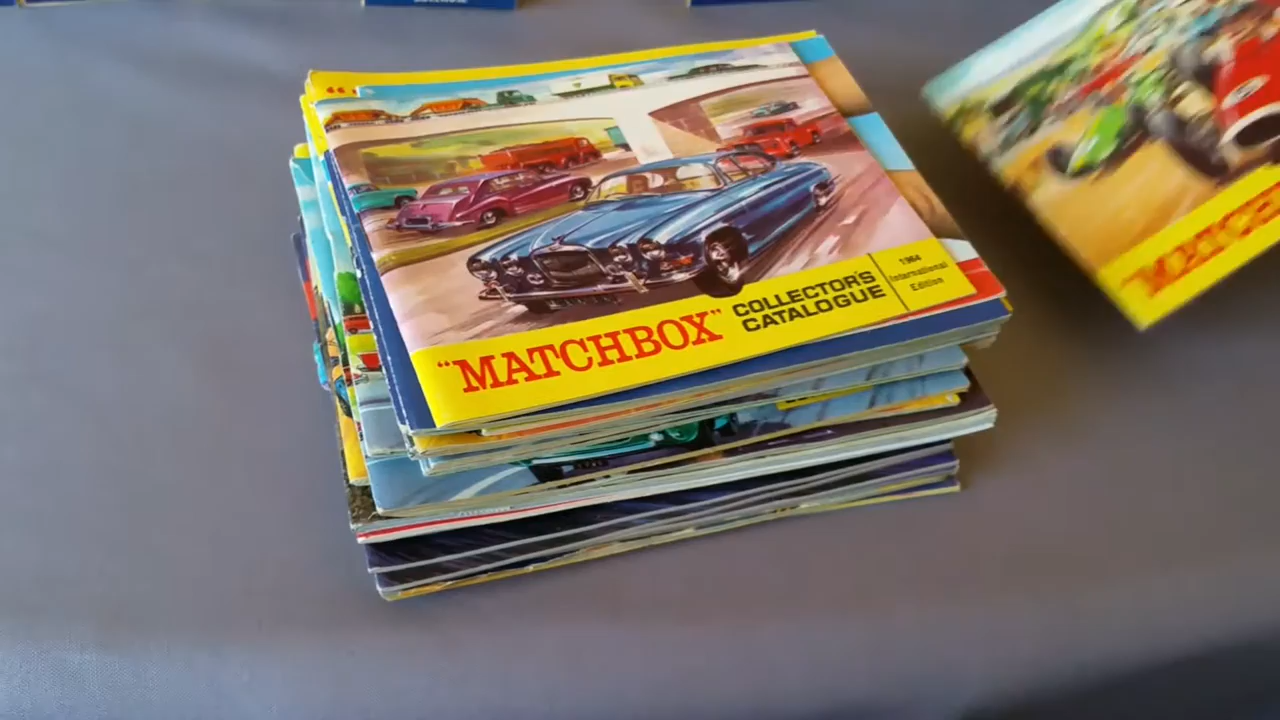 "MATCHBOX"
COLLECTOR'S
CATALOGUE
1964
International
Edition